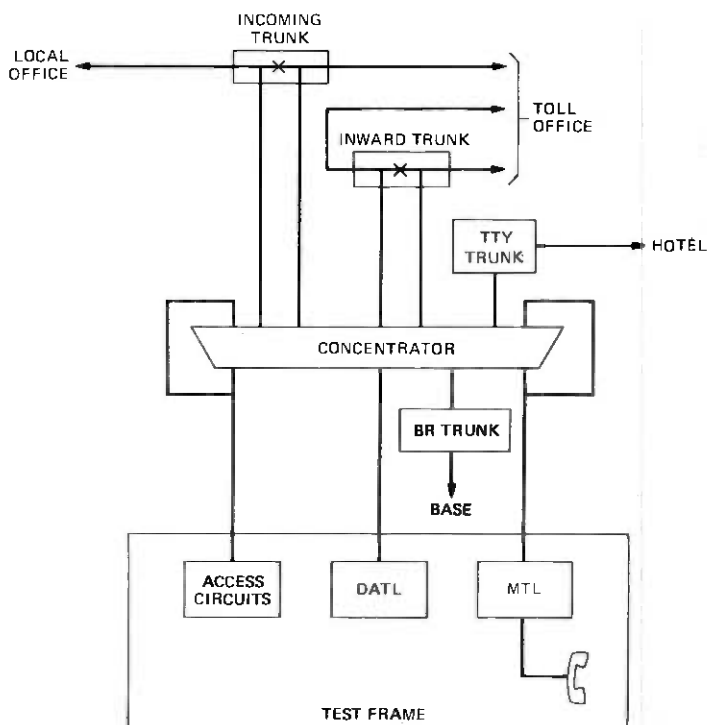 INCOMING
TRUNK
LOCAL
OFFICE
TOLL
OFFICE
INWARD TRUNK
TTY
TRUNK
HOTEL
CONCENTRATOR
BR TRUNK
BASE
ACCESS
CIRCUITS
DATL
MTL
TEST FRAME